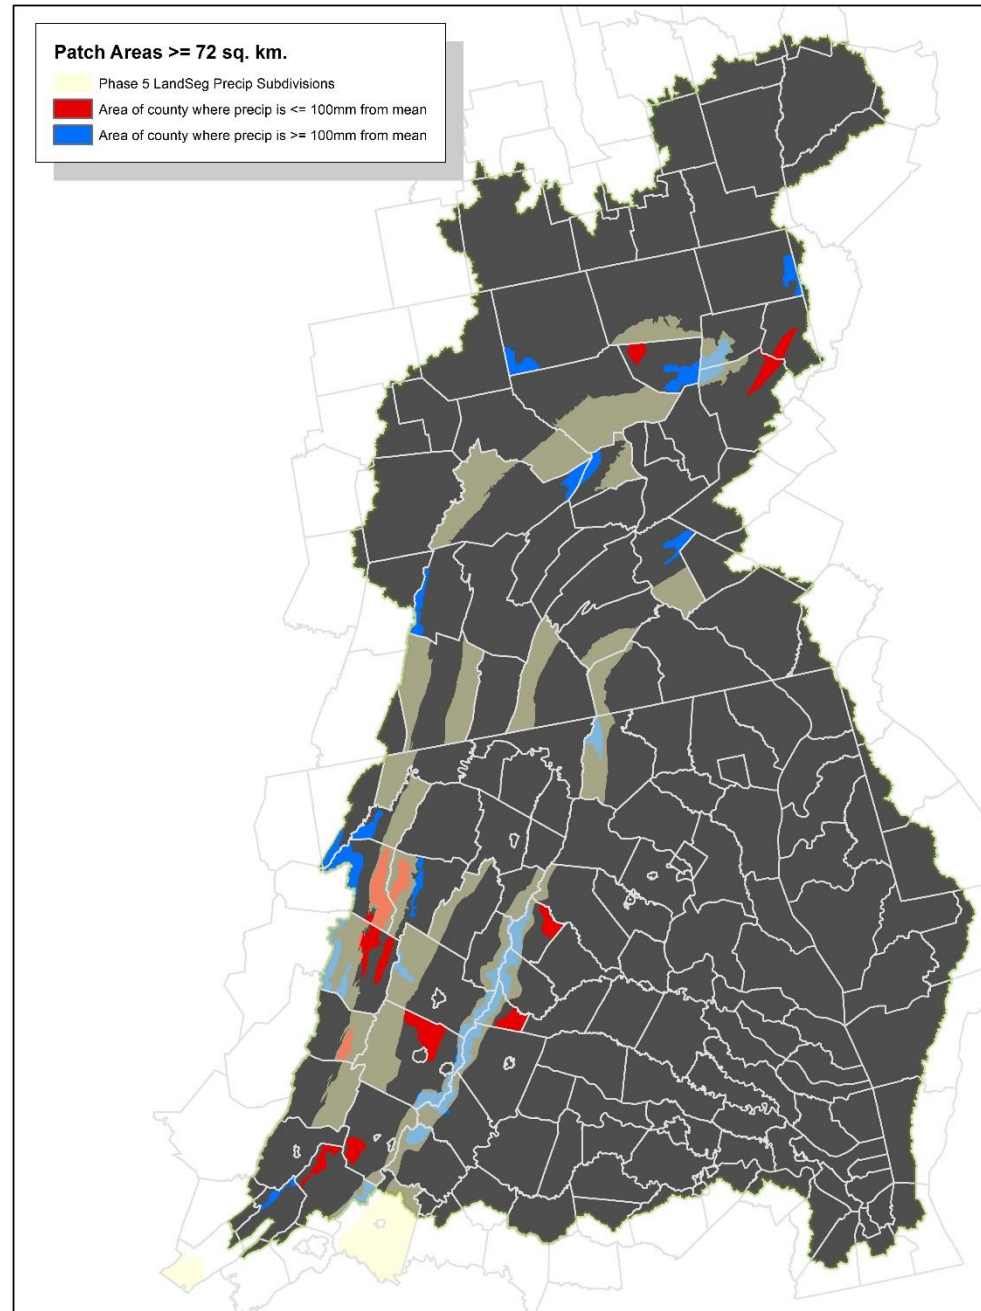 Patch Areas >= 72 sq. km.
Phase 5 LandSeg Precip Subdivisions
Area of county where precip is <= 100mm from mean
Area of county where precip is >= 100mm from mean